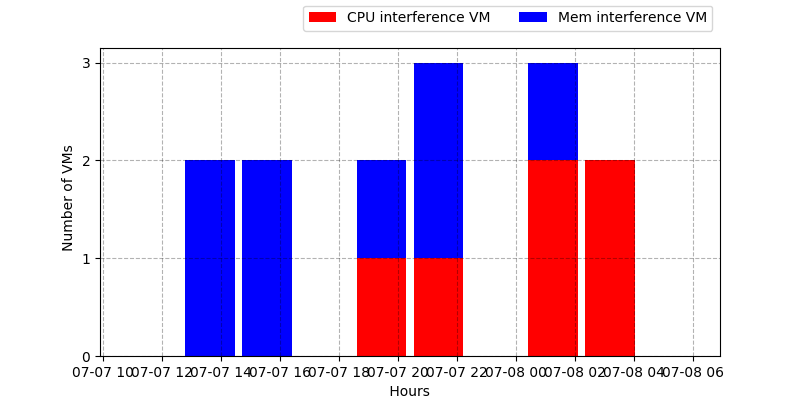 CPU interference VM Mem interference VM
3
2
1
0
Number of VMs
07-07 10 07-07 12 07-07 14 07-07 16 07-07 18 07-07 20 07-07 22 07-08 00 07-08 02 07-08 04 07-08 06
Hours